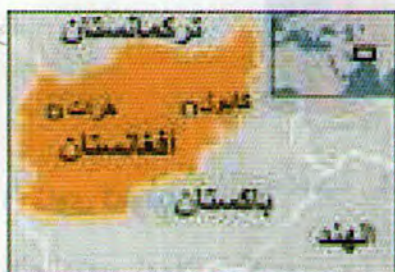 تركمانستان
هرات
كابول
أفغانستان
باكستان
الهند